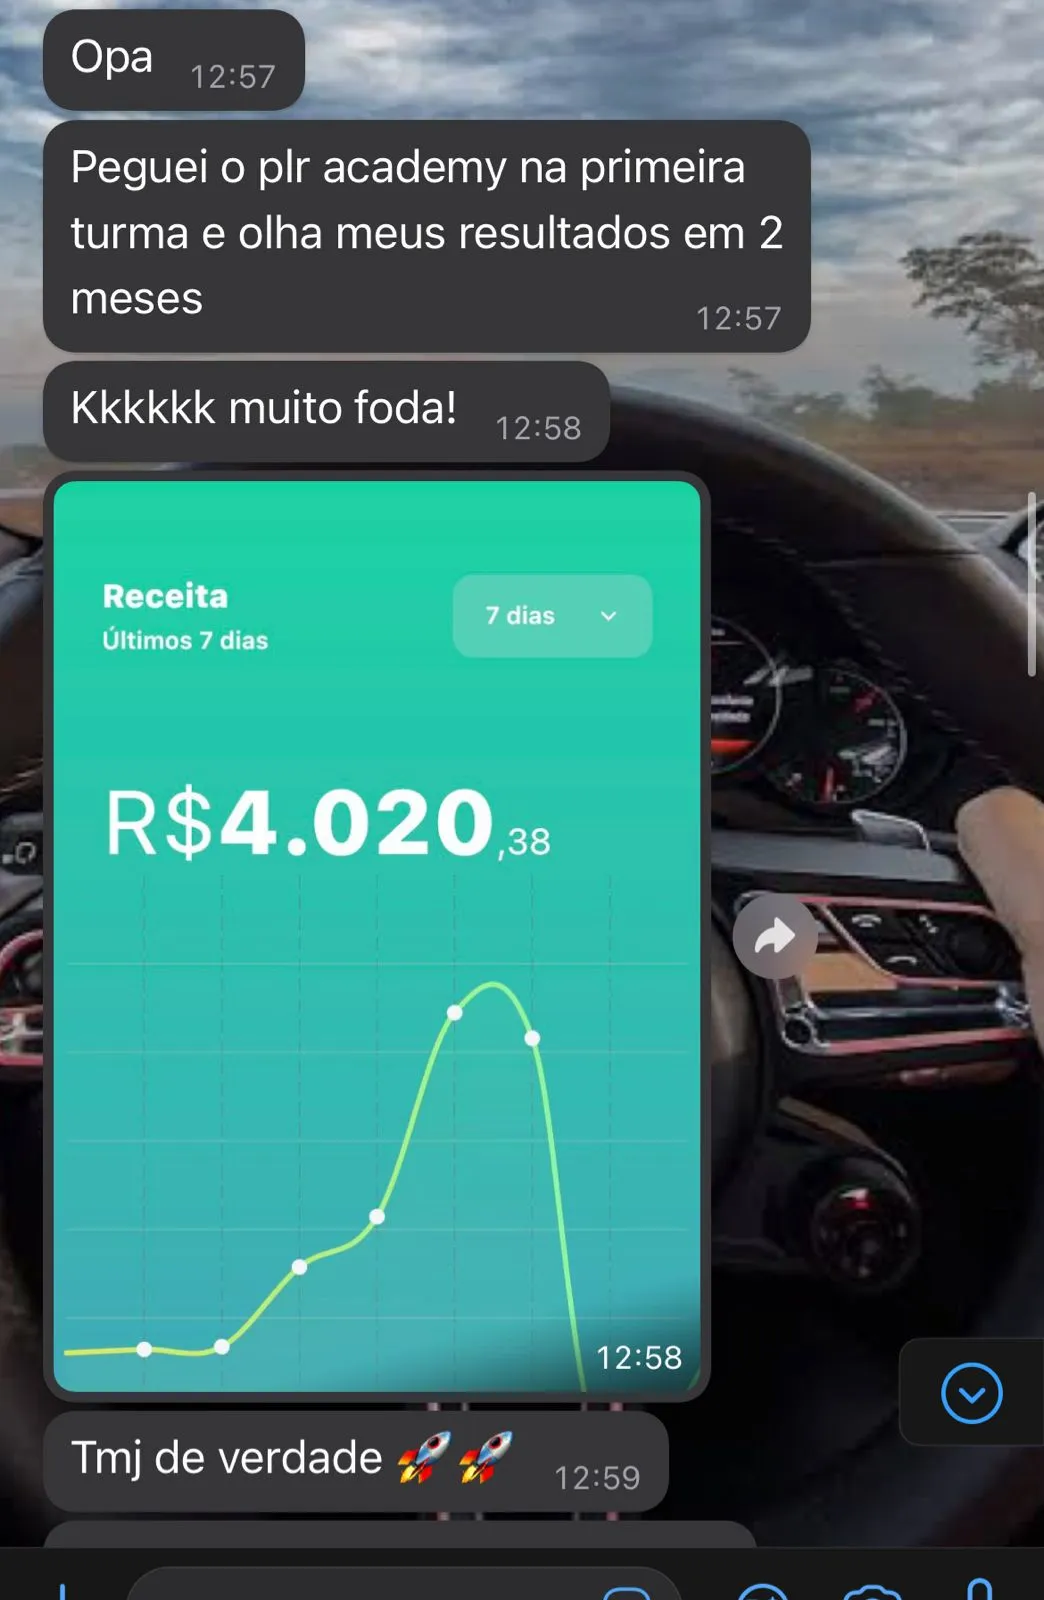 Opa 12:57
Peguei o plr academy na primeira
turma e olha meus resultados em 2
meses
12:57
Kkkkkk muito foda! 12:58
Receita
Últimos 7 dias
7 dias
R$4.020,38
12:58
Tmj de verdade 🚀🚀 12:59